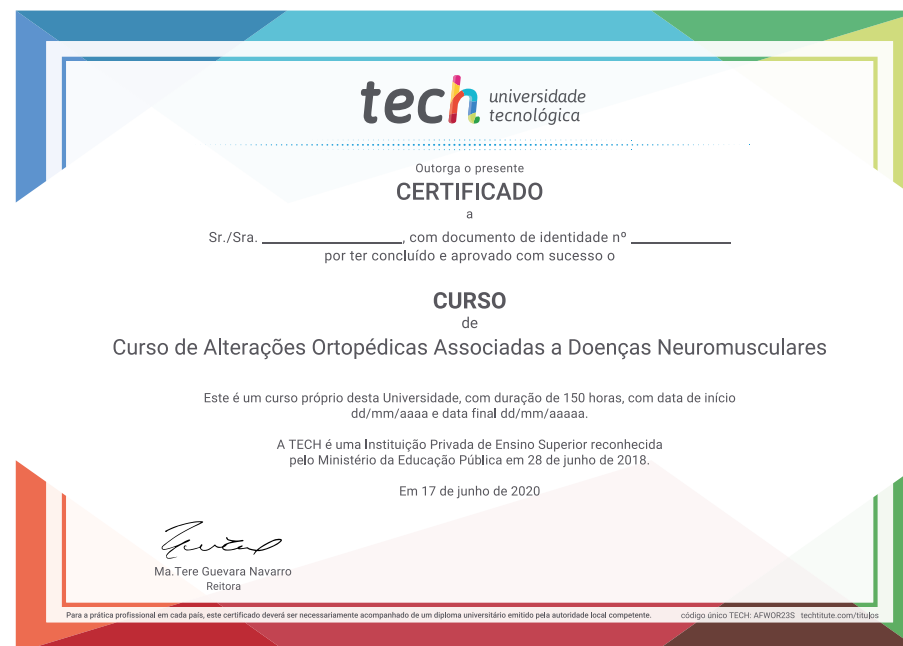 tech universidade
tecnológica
Outorga o presente
CERTIFICADO
a
Sr./Sra. ________________, com documento de identidade nº ____________
por ter concluído e aprovado com sucesso o
CURSO
de
Curso de Alterações Ortopédicas Associadas a Doenças Neuromusculares
Este é um curso próprio desta Universidade, com duração de 150 horas, com data de início
dd/mm/aaaa e data final dd/mm/aaaaa.
A TECH é uma Instituição Privada de Ensino Superior reconhecida
pelo Ministério da Educação Pública em 28 de junho de 2018.
Em 17 de junho de 2020
Ma.Tere Guevara Navarro
Reitora
Para a prática profissional em cada país, este certificado deverá ser necessariamente acompanhado de um diploma universitário emitido pela autoridade local competente. código único TECH: AFWOR23S techtitute.com/titulos